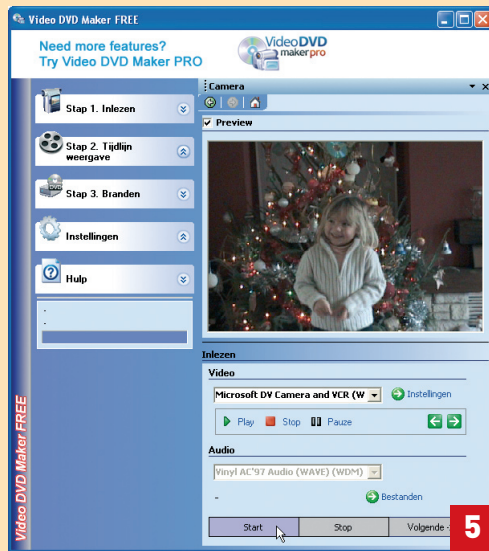 Video DVD Maker FREE
Need more features?
Try Video DVD Maker PRO
VideoDVD
makerpro
Camera
Stap 1. Inlezen
Preview
Stap 2. Tijdlijn
weergave
DVD
Stap 3. Branden
Instellingen
Hulp
Inlezen
Video
Microsoft DV Camera and VCR (W
Instellingen
Play Stop Pauze
Audio
Vinyl AC'97 Audio (WAVE) (WDM)
-
Bestanden
Start Stop Volgende -
Video DVD Maker FREE
5